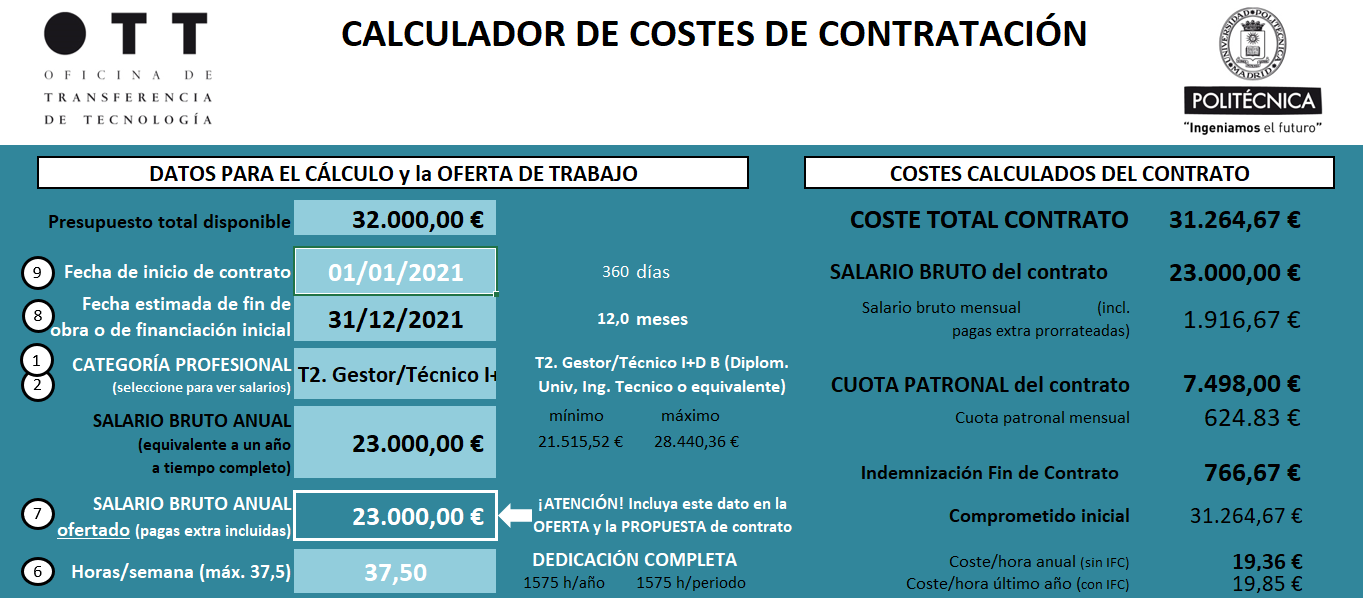 OTT
OFICINA DE
TRANSFERENCIA
DE TECNOLOGÍA
CALCULADOR DE COSTES DE CONTRATACIÓN
UNIVERSIDAD POLITÉCNICA
MADRID
POLITÉCNICA
"Ingeniamos el futuro"
DATOS PARA EL CÁLCULO y la OFERTA DE TRABAJO
Presupuesto total disponible 32.000,00 €
9 Fecha de inicio de contrato 01/01/2021 360 días
8 Fecha estimada de fin de
obra o de financiación inicial 31/12/2021 12,0 meses
1
2
CATEGORÍA PROFESIONAL
(seleccione para ver salarios)
T2. Gestor/Técnico I+
T2. Gestor/Técnico I+D B (Diplom.
Univ, Ing. Tecnico o equivalente)
mínimo máximo
21.515,52 € 28.440,36 €
SALARIO BRUTO ANUAL
(equivalente a un año
a tiempo completo)
23.000,00 €
7 SALARIO BRUTO ANUAL
ofertado (pagas extra incluidas)
23.000,00 €
¡ATENCIÓN! Incluya este dato en la
OFERTA y la PROPUESTA de contrato
6 Horas/semana (máx. 37,5) 37,50
DEDICACIÓN COMPLETA
1575 h/año 1575 h/periodo
COSTES CALCULADOS DEL CONTRATO
COSTE TOTAL CONTRATO 31.264,67 €
SALARIO BRUTO del contrato 23.000,00 €
Salario bruto mensual (incl.
pagas extra prorrateadas) 1.916,67 €
CUOTA PATRONAL del contrato 7.498,00 €
Cuota patronal mensual 624.83 €
Indemnización Fin de Contrato 766,67 €
Comprometido inicial 31.264,67 €
Coste/hora anual (sin IFC) 19,36 €
Coste/hora último año (con IFC) 19,85 €